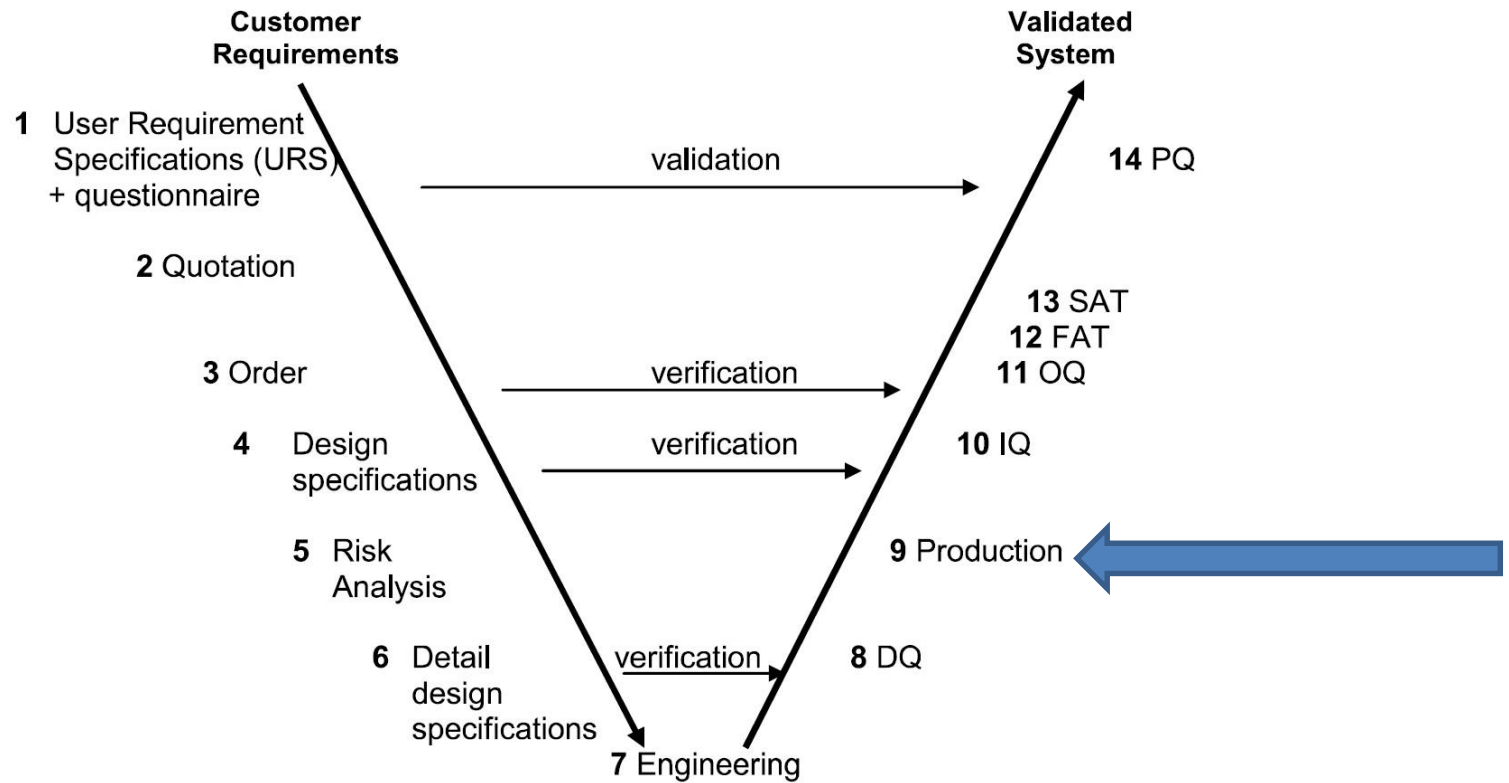 Customer
Requirements
Validated
System
1 User Requirement
Specifications (URS)
+ questionnaire
validation
14 PQ
2 Quotation
13 SAT
12 FAT
3 Order
verification
11 OQ
4 Design
specifications
verification
10 IQ
5 Risk
Analysis
9 Production
6 Detail
design
specifications
verification
8 DQ
7 Engineering